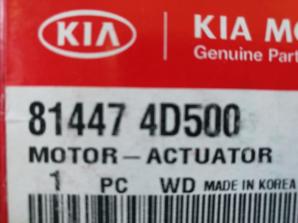 KIA
KIA MO
Genuine Part
81447 4D500
MOTOR-ACTUATOR
1 PC WD MADE IN KOREA